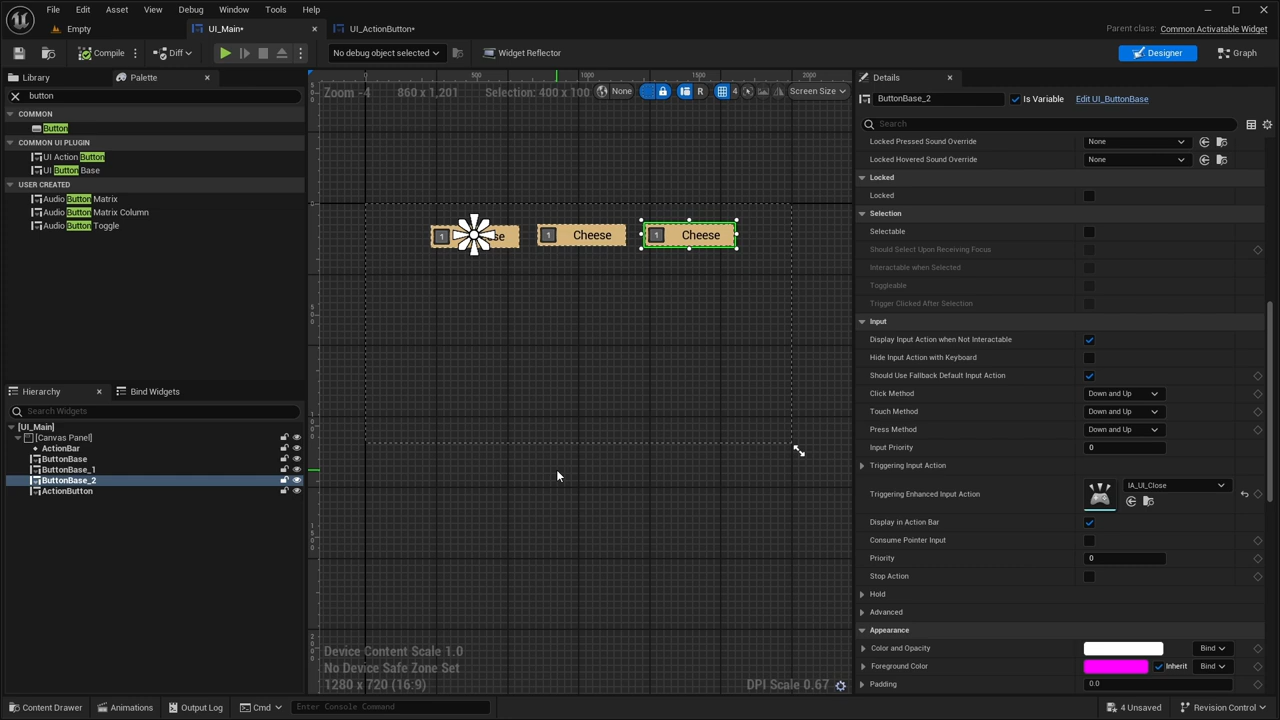 File Edit Asset View Debug Window Tools Help
Empty UI_Main* UI_ActionButton* Parent class: Common Activatable Widget
Compile Diff No debug object selected Widget Reflector Designer Graph
Library Palette
button
COMMON
Button
COMMON UI PLUGIN
UI Action Button
UI Button Base
USER CREATED
Audio Button Matrix
Audio Button Matrix Column
Audio Button Toggle
Hierarchy Bind Widgets
Search Widgets
[UI_Main]
[Canvas Panel]
ActionBar
ButtonBase
ButtonBase_1
ButtonBase_2
ActionButton
0 500 1000 1500 2000
Zoom -4 860 x 1,201 Selection: 400 x 100 None R 4 Screen Size
1 se 1 Cheese 1 Cheese
Device Content Scale 1.0
No Device Safe Zone Set
1280 x 720 (16:9) DPI Scale 0.67
Details
ButtonBase_2 Is Variable Edit UI_ButtonBase
Search
Locked Pressed Sound Override None
Locked Hovered Sound Override None
Locked
Locked
Selection
Selectable
Should Select Upon Receiving Focus
Interactable when Selected
Toggleable
Trigger Clicked After Selection
Input
Display Input Action when Not Interactable
Hide Input Action with Keyboard
Should Use Fallback Default Input Action
Click Method Down and Up
Touch Method Down and Up
Press Method Down and Up
Input Priority 0
Triggering Input Action
Triggering Enhanced Input Action IA_UI_Close
Display in Action Bar
Consume Pointer Input
Priority 0
Stop Action
Hold
Advanced
Appearance
Color and Opacity Bind
Foreground Color Inherit Bind
Padding 0.0
Content Drawer Animations Output Log Cmd Enter Console Command 4 Unsaved Revision Control